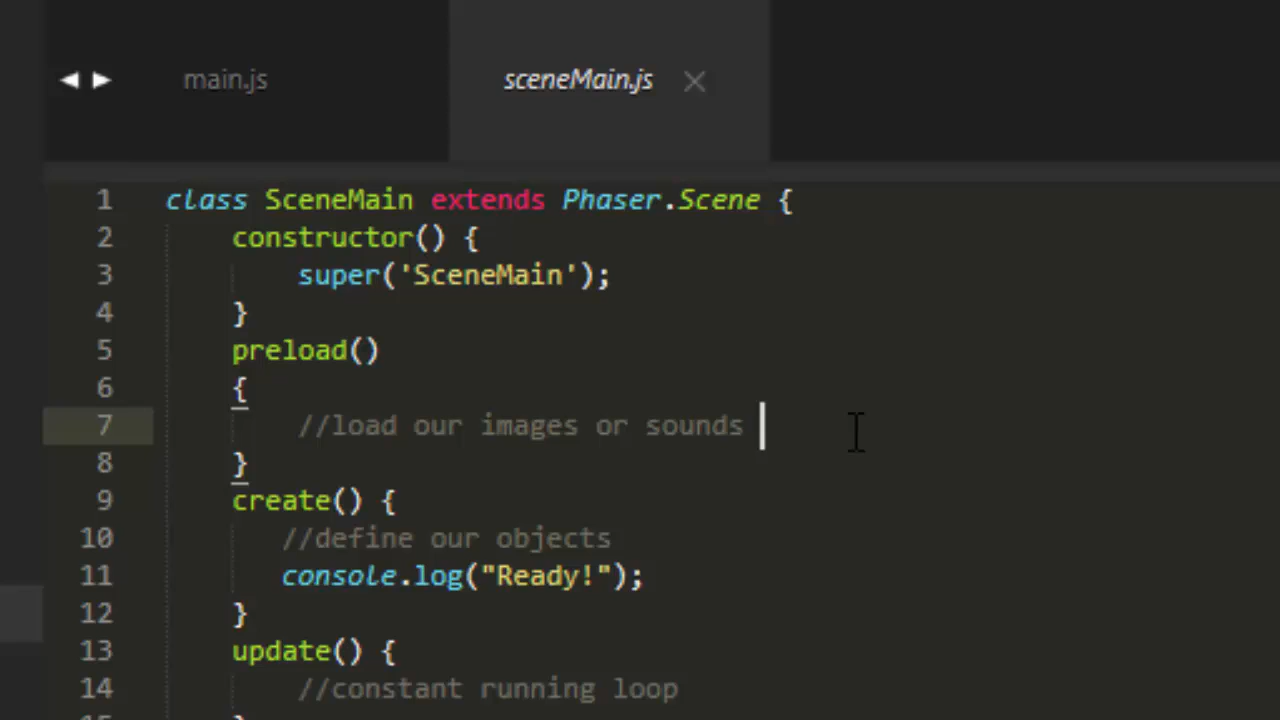 main.js sceneMain.js
1 class SceneMain extends Phaser.Scene {
2 constructor() {
3 super('SceneMain');
4 }
5 preload()
6 {
7 //load our images or sounds
8 }
9 create() {
10 //define our objects
11 console.log("Ready!");
12 }
13 update() {
14 //constant running loop